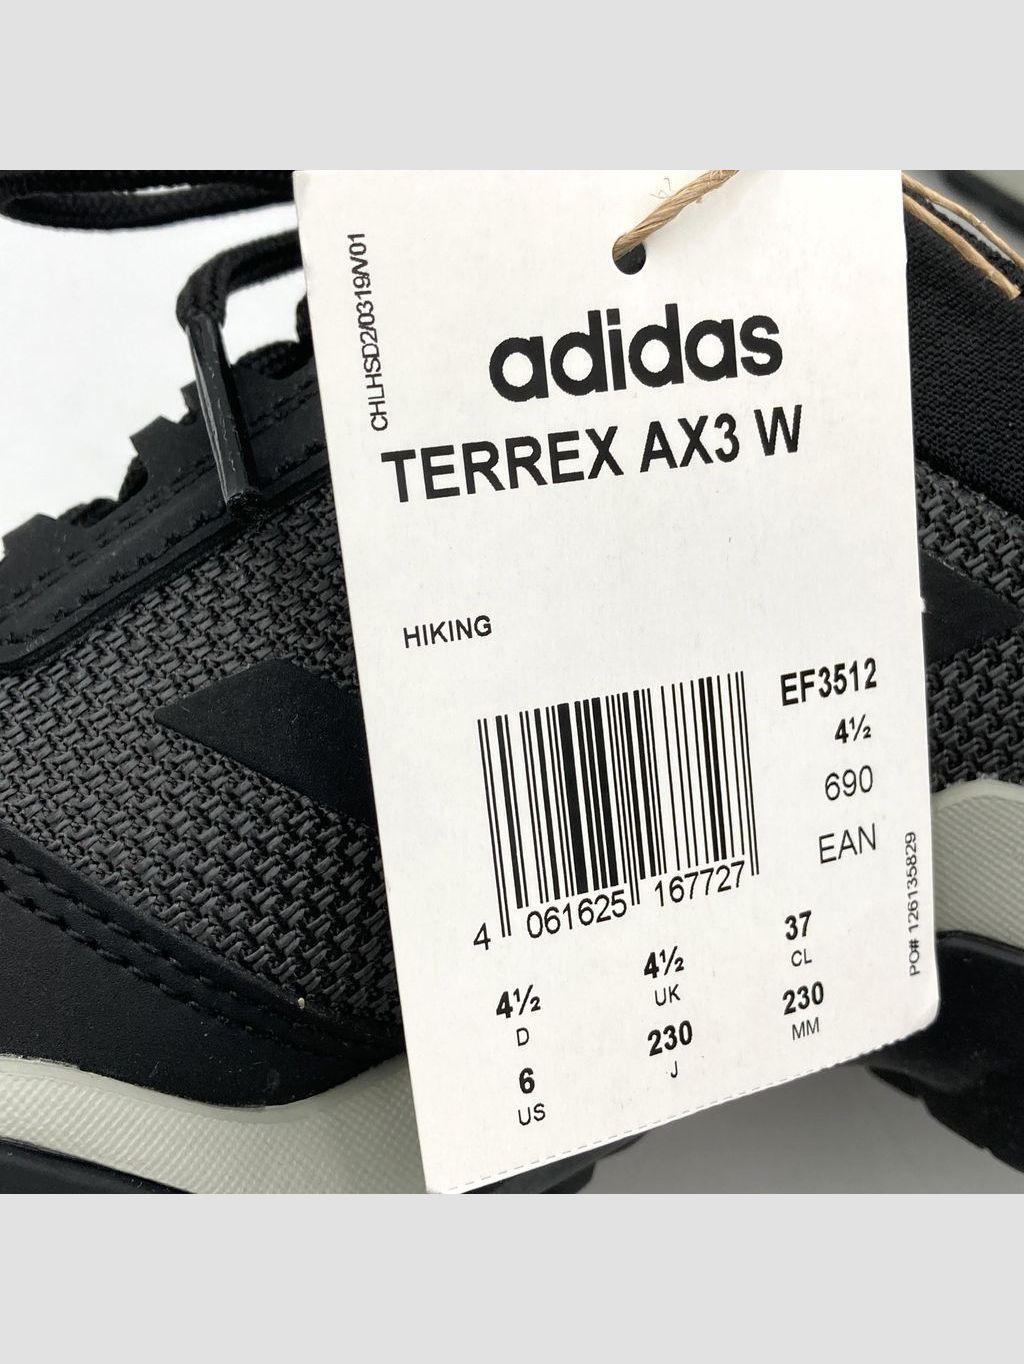 CHLHSD2/0319/V01
adidas
TERREX AX3 W
HIKING
EF3512
4½
690
EAN
4 061625 167727
PO# 126135829
4½ 4½ 37
D UK CL
6 230 230
US J MM